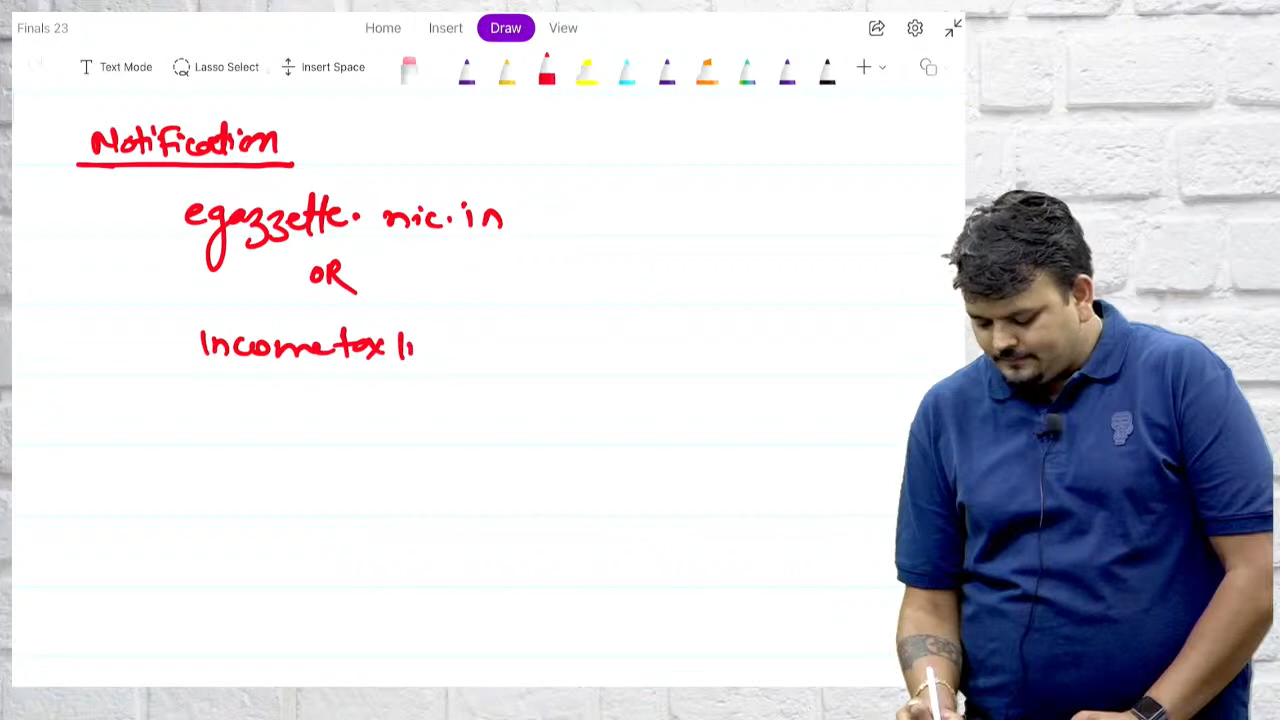 Finals 23
Home Insert Draw View
Text Mode Lasso Select Insert Space
Notification
egazzette.nic.in
OR
Incometax